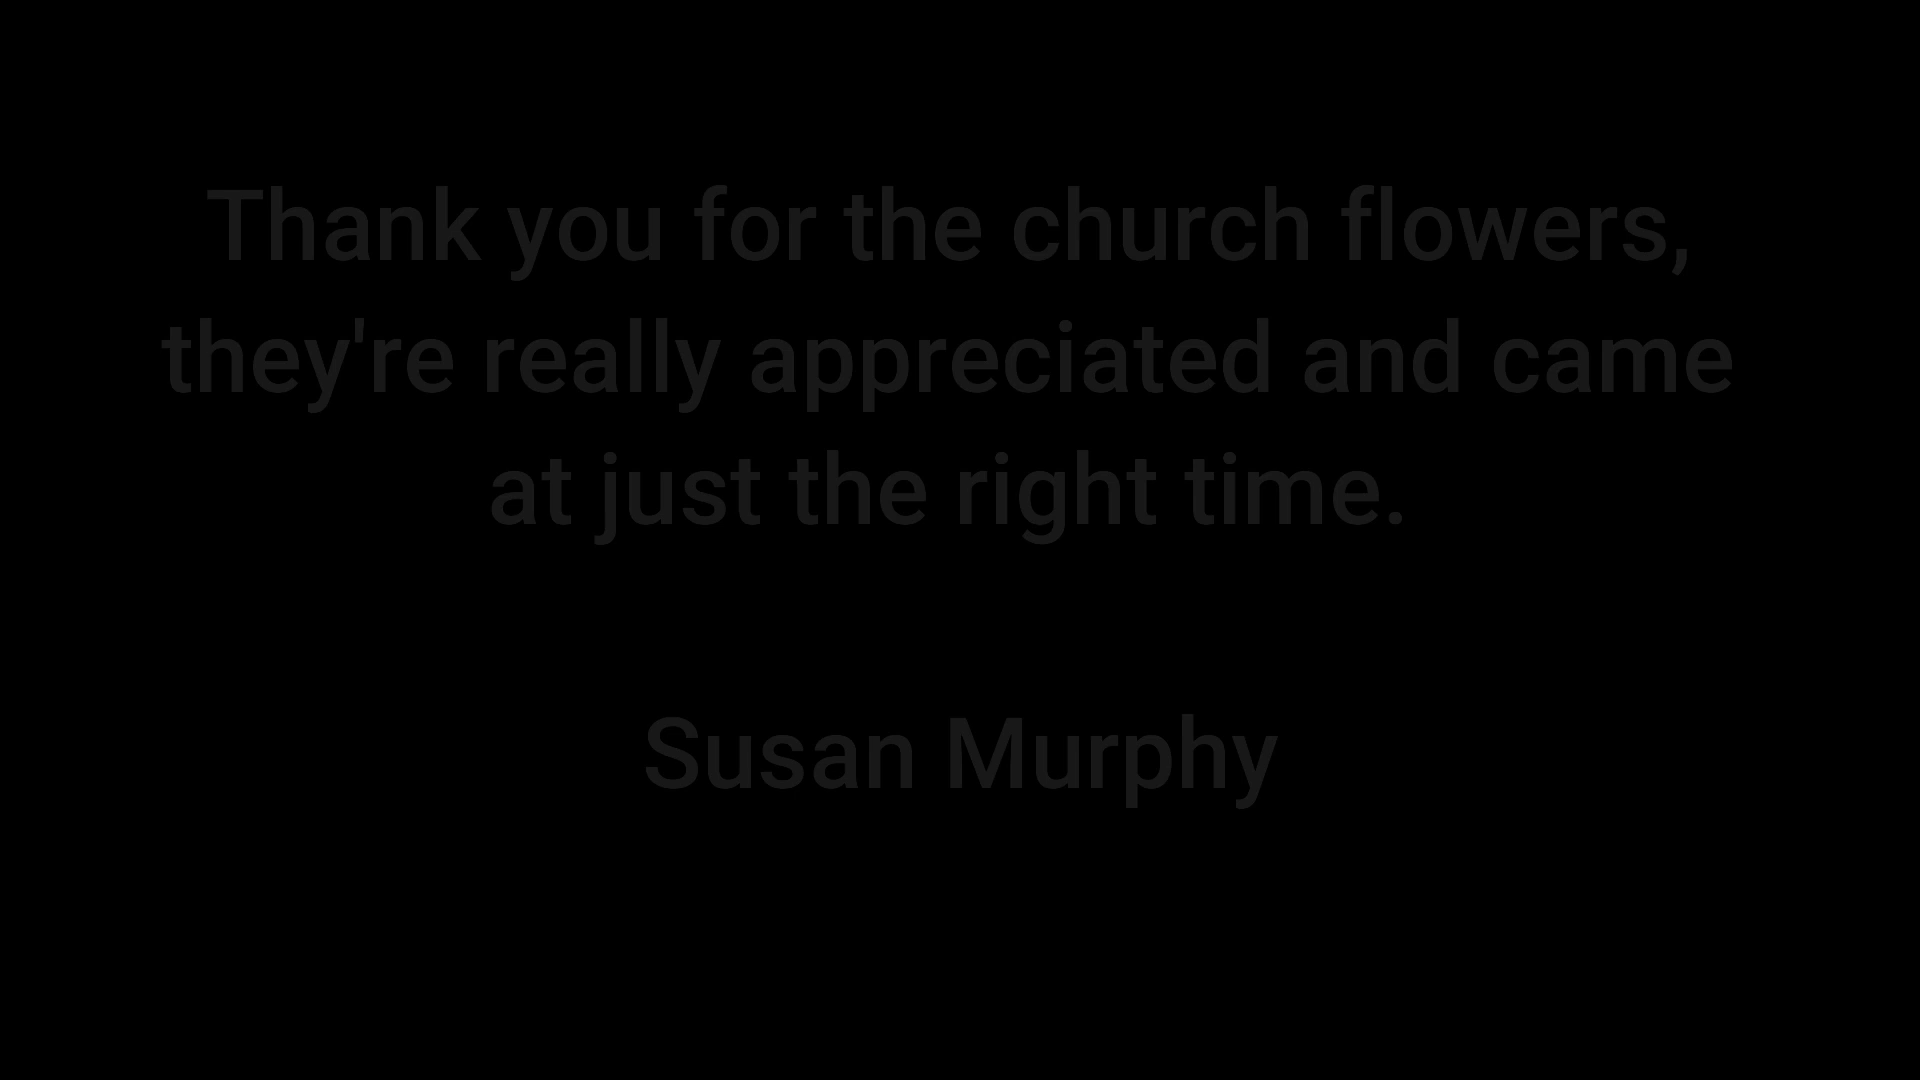 Thank you for the church flowers,
they're really appreciated and came
at just the right time.
Susan Murphy